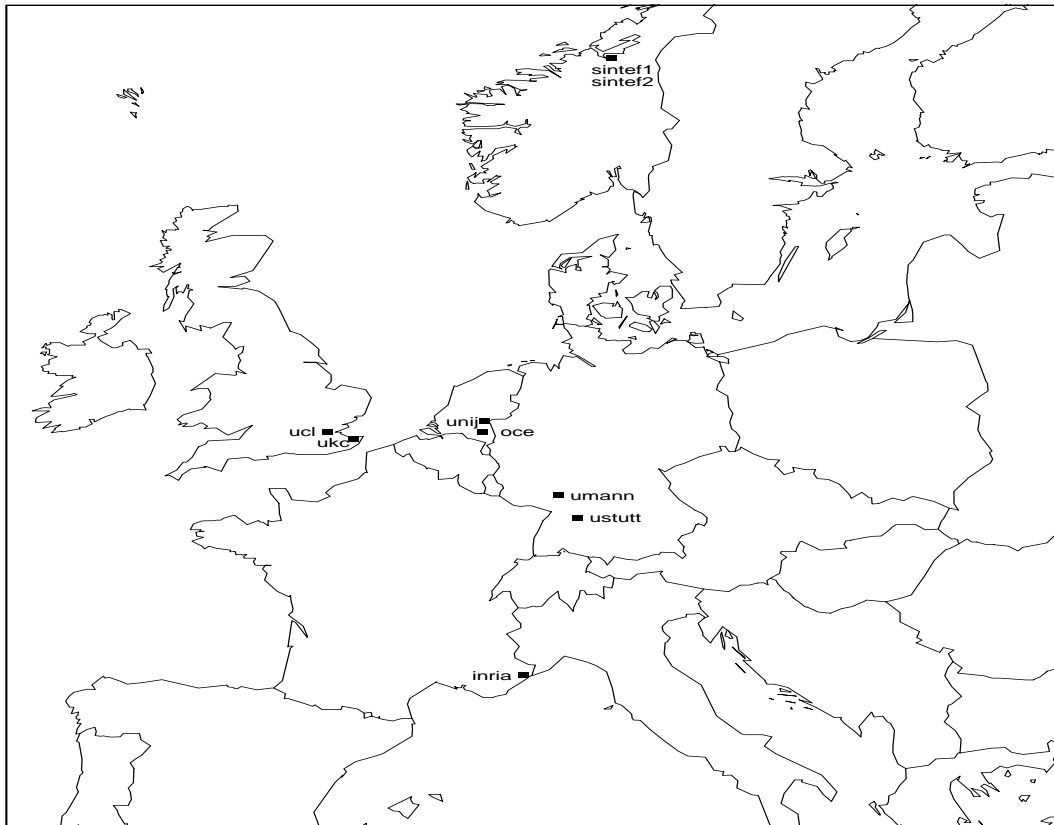 sintef1
sintef2
unij
ucl
oce
ukc
umann
ustutt
inria